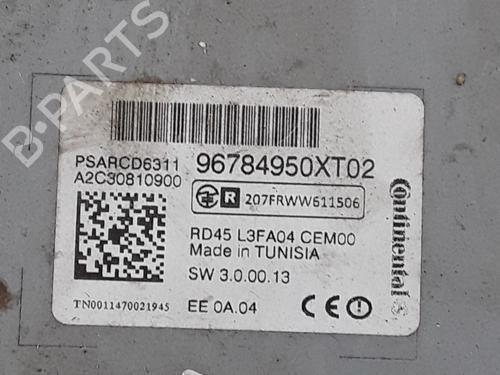 PSARCD6311
A2C30810900
96784950XT02
R 207FRWW611506
RD45 L3FA04 CEM00
Made in TUNISIA
SW 3.0.00.13
TN0011470021945
EE 0A.04
CE
Continental
B-PARTS